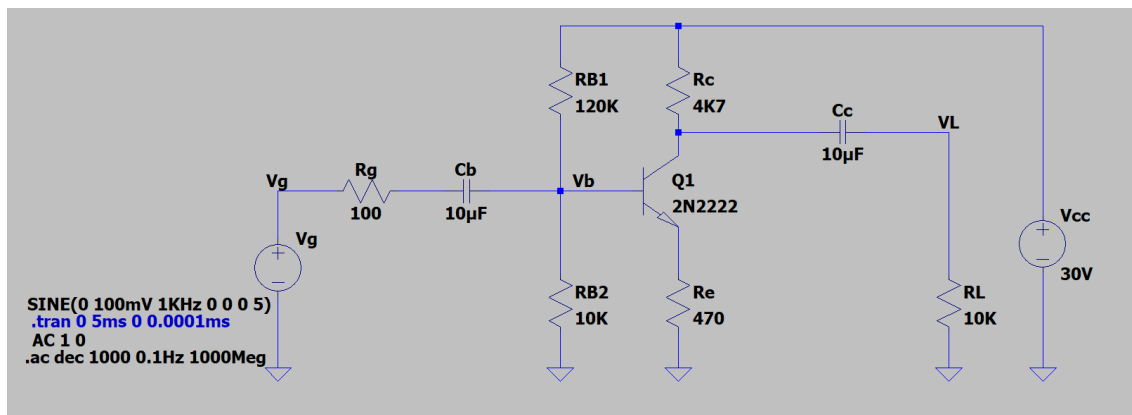 RB1
120K
Rc
4K7
Cc
10µF
VL
Vg
Rg
100
Cb
10µF
Vb
Q1
2N2222
Vg
Vcc
30V
SINE(0 100mV 1KHz 0 0 0 5)
.tran 0 5ms 0 0.0001ms
AC 1 0
.ac dec 1000 0.1Hz 1000Meg
RB2
10K
Re
470
RL
10K